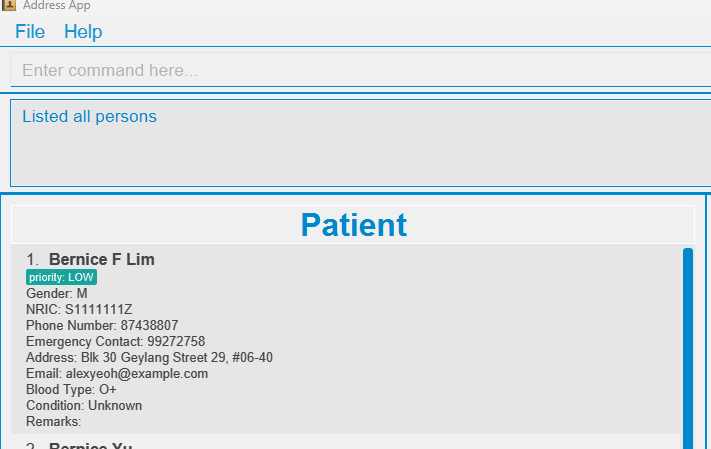 Address App
File Help
Enter command here...
Listed all persons
Patient
1. Bernice F Lim
priority: LOW
Gender: M
NRIC: S1111111Z
Phone Number: 87438807
Emergency Contact: 99272758
Address: Blk 30 Geylang Street 29, #06-40
Email: alexyeoh@example.com
Blood Type: O+
Condition: Unknown
Remarks:
2. Bernice Yu